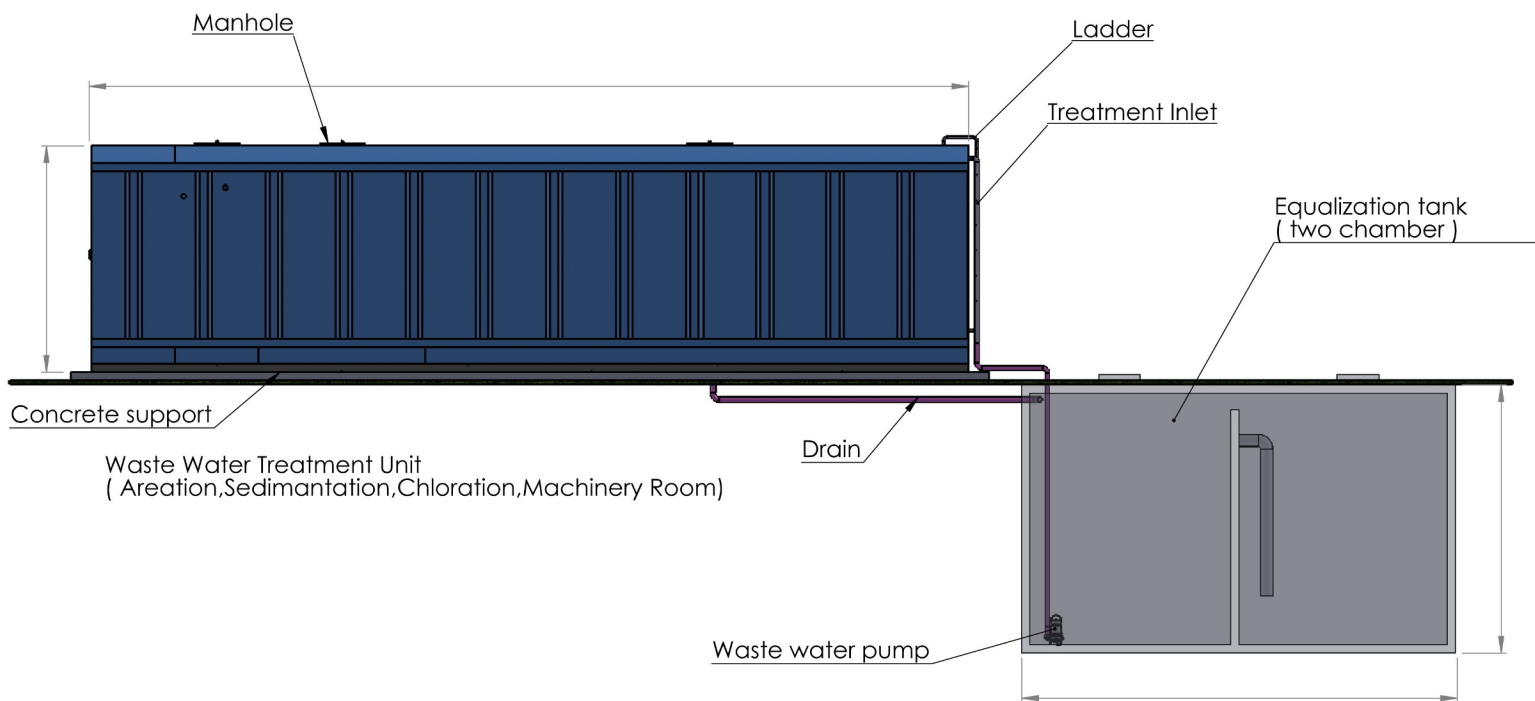 Manhole
Ladder
Treatment Inlet
Equalization tank
( two chamber )
Concrete support
Drain
Waste Water Treatment Unit
( Areation,Sedimantation,Chloration,Machinery Room)
Waste water pump